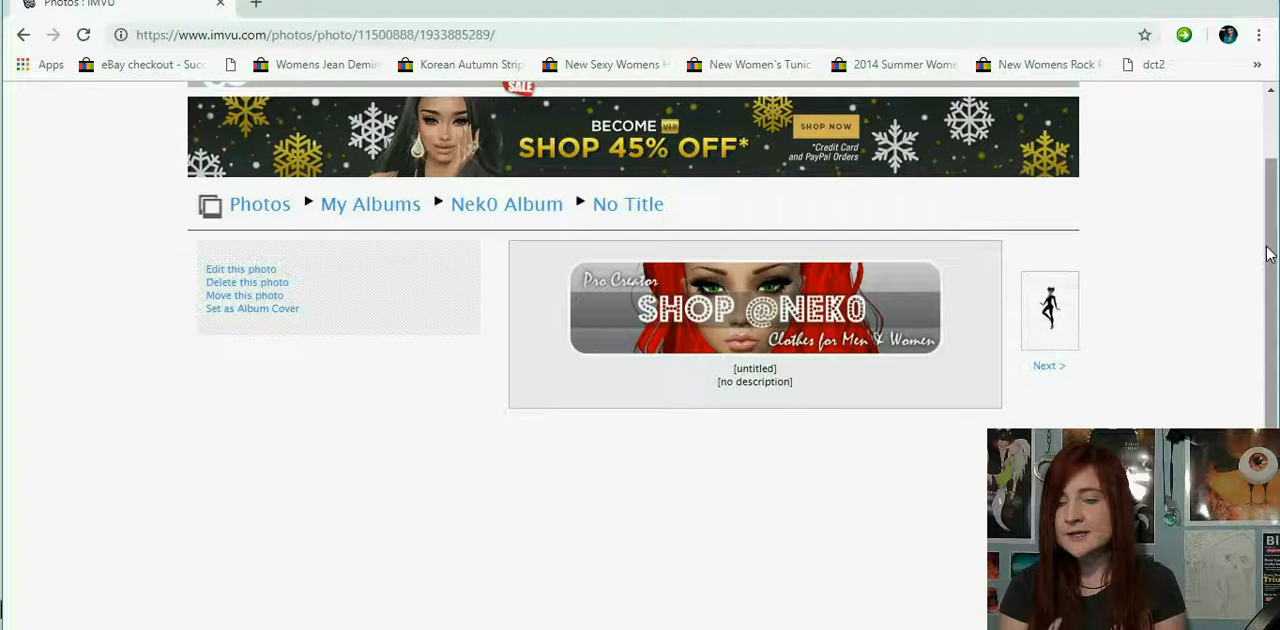 Photos : IMVU
https://www.imvu.com/photos/photo/11500888/1933885289/
Apps
eBay checkout - Suc
Womens Jean Demin
Korean Autumn Strip
New Sexy Womens H
New Women's Tunic
2014 Summer Wome
New Womens Rock R
dct2
SALE
BECOME VIP
SHOP 45% OFF*
SHOP NOW
*Credit Card
and PayPal Orders
Photos My Albums Nek0 Album No Title
Edit this photo
Delete this photo
Move this photo
Set as Album Cover
Pro Creator
SHOP @NEK0
Clothes for Men & Women
[untitled]
[no description]
Next >